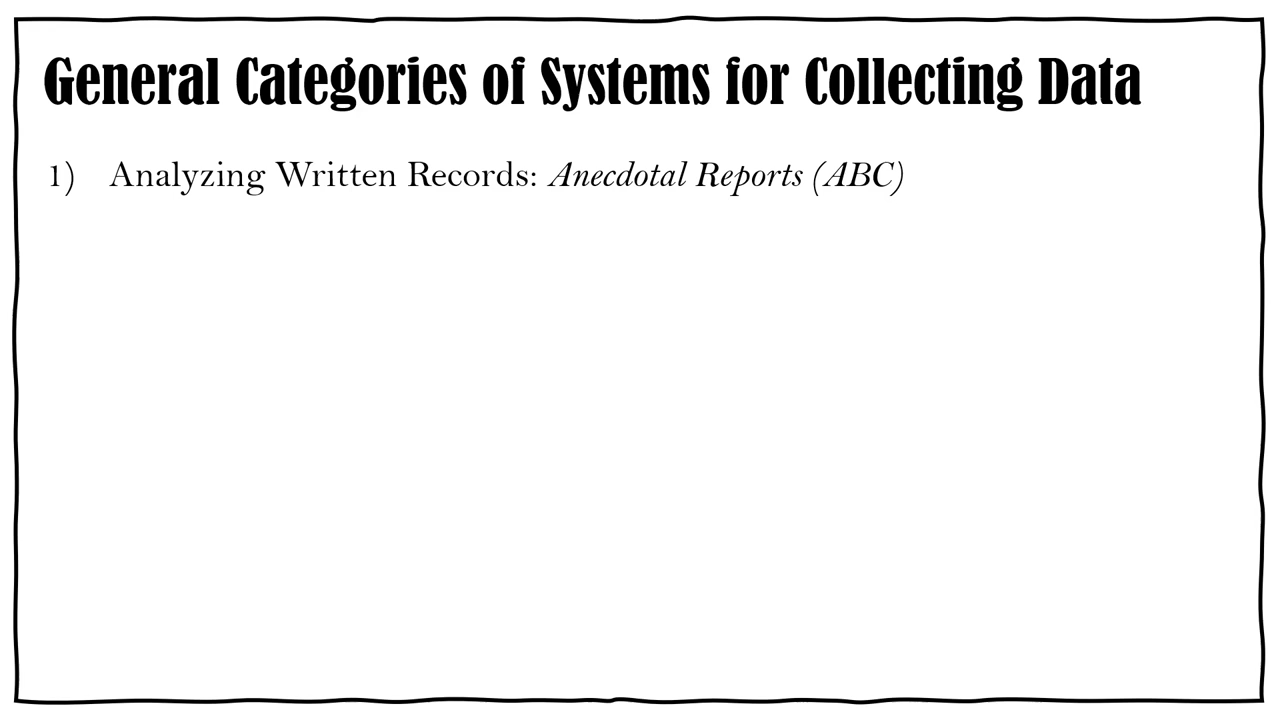 General Categories of Systems for Collecting Data
1) Analyzing Written Records: Anecdotal Reports (ABC)